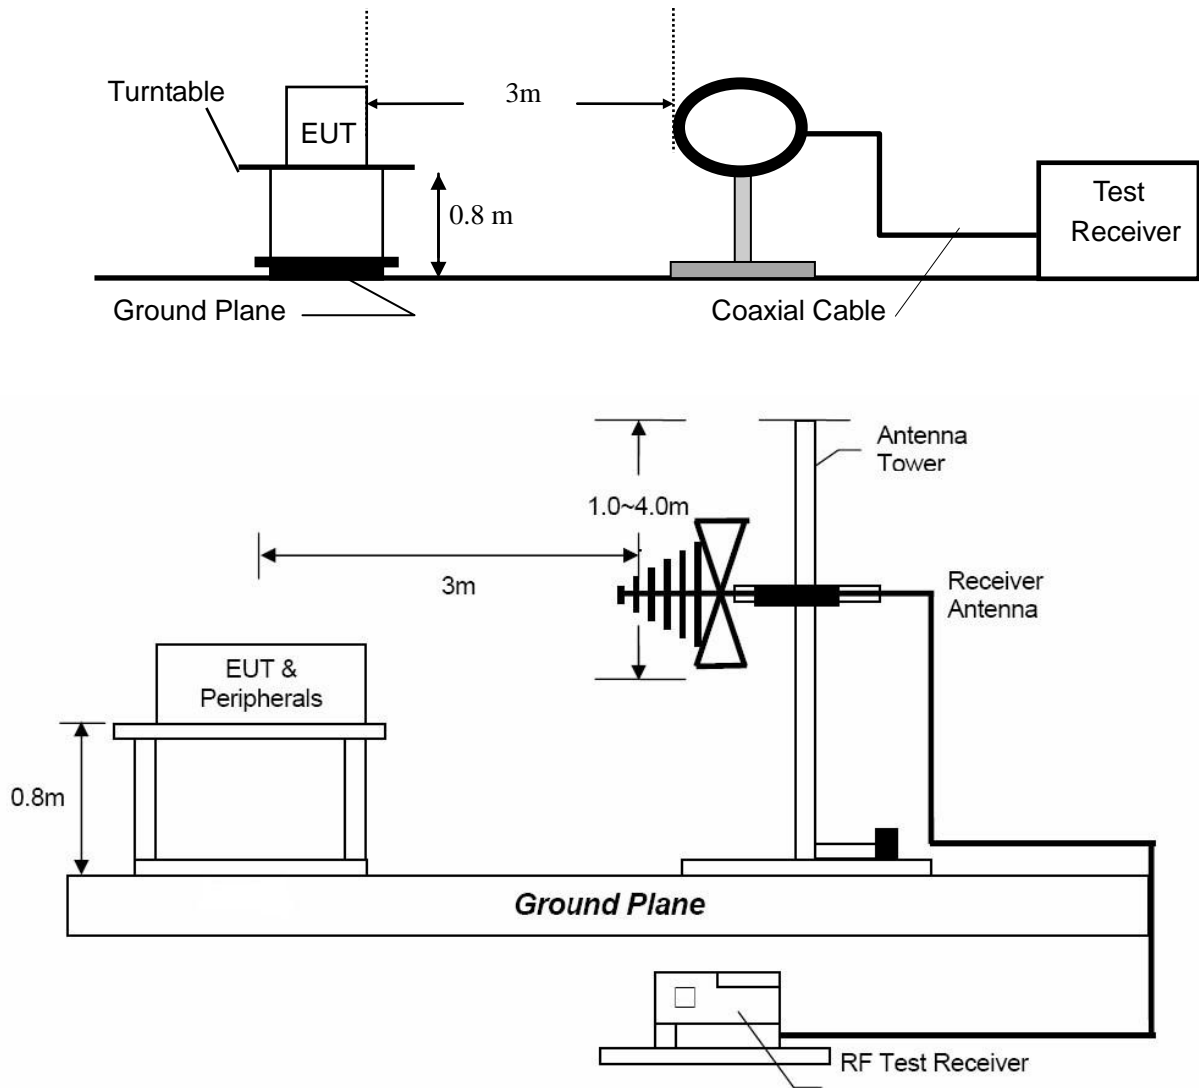 Turntable
3m
EUT
0.8 m
Test
Receiver
Ground Plane
Coaxial Cable
Antenna
Tower
1.0~4.0m
3m
Receiver
Antenna
EUT &
Peripherals
0.8m
Ground Plane
RF Test Receiver